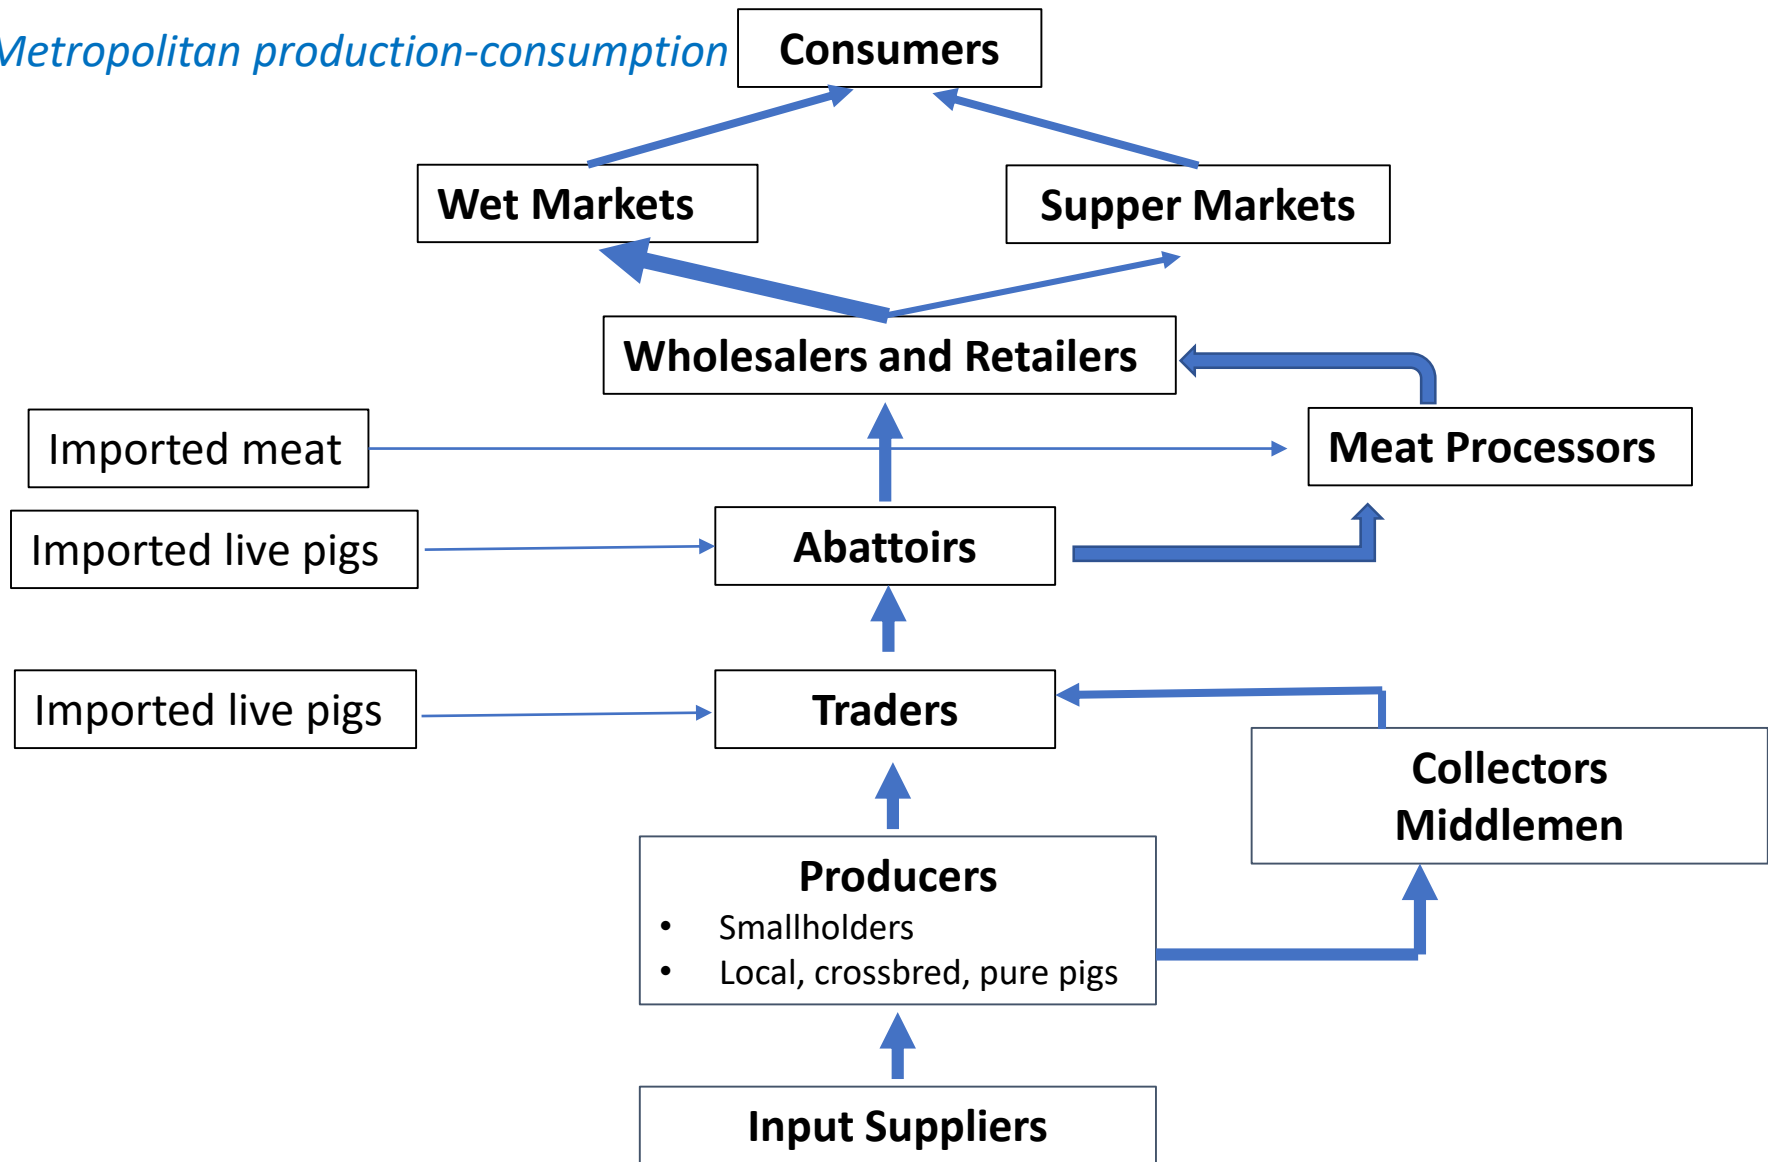 Metropolitan production-consumption
Consumers
Wet Markets
Supper Markets
Wholesalers and Retailers
Imported meat
Meat Processors
Imported live pigs
Abattoirs
Imported live pigs
Traders
Collectors
Middlemen
Producers
• Smallholders
• Local, crossbred, pure pigs
Input Suppliers